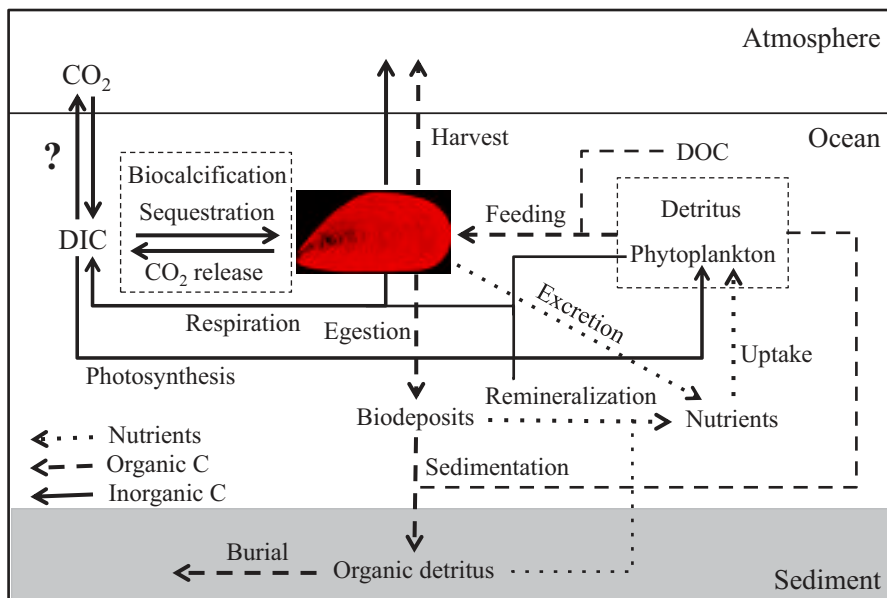 Atmosphere
CO₂
Harvest
Ocean
?
DOC
Biocalcification
Sequestration
Feeding
Detritus
DIC
CO₂ release
Phytoplankton
Respiration
Egestion
Excretion
Uptake
Photosynthesis
Remineralization
Biodeposits
Nutrients
Nutrients
Organic C
Inorganic C
Sedimentation
Burial
Organic detritus
Sediment